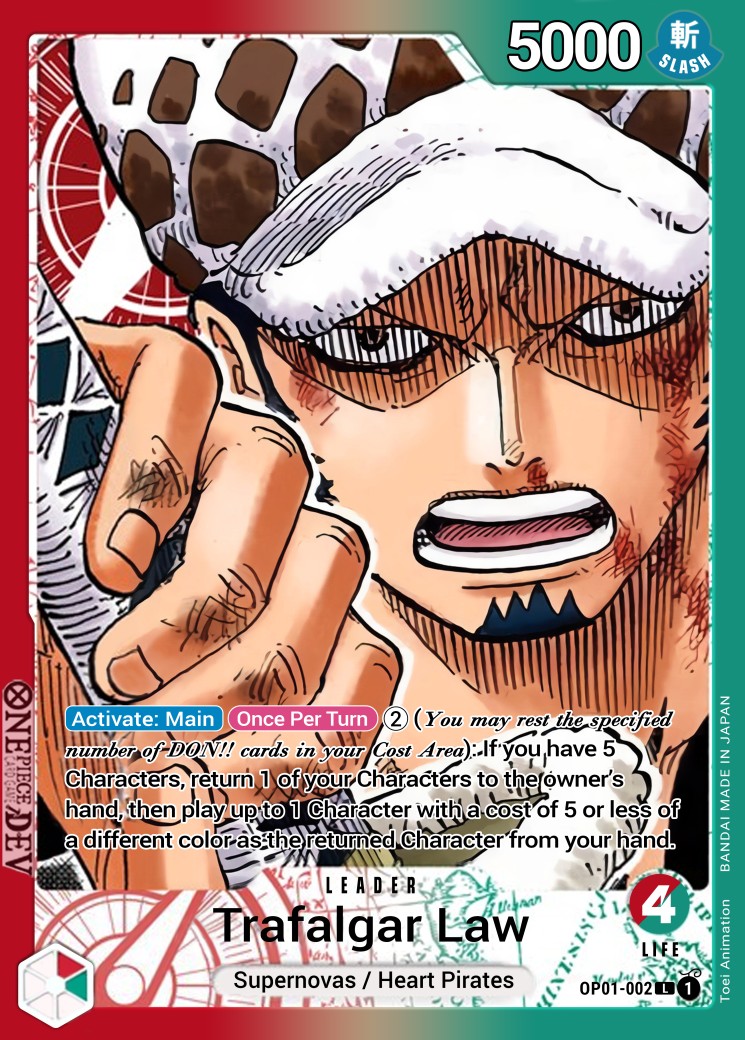 5000
斬
SLASH
Activate: Main Once Per Turn ② (You may rest the specified
number of DON!! cards in your Cost Area): If you have 5
Characters, return 1 of your Characters to the owner's
hand, then play up to 1 Character with a cost of 5 or less of
a different color as the returned Character from your hand.
ONE PIECE DEV
CARD GAME
LEADER
Trafalgar Law
4
LIFE
Supernovas / Heart Pirates
OP01-002 L 1
Toei Animation BANDAI MADE IN JAPAN